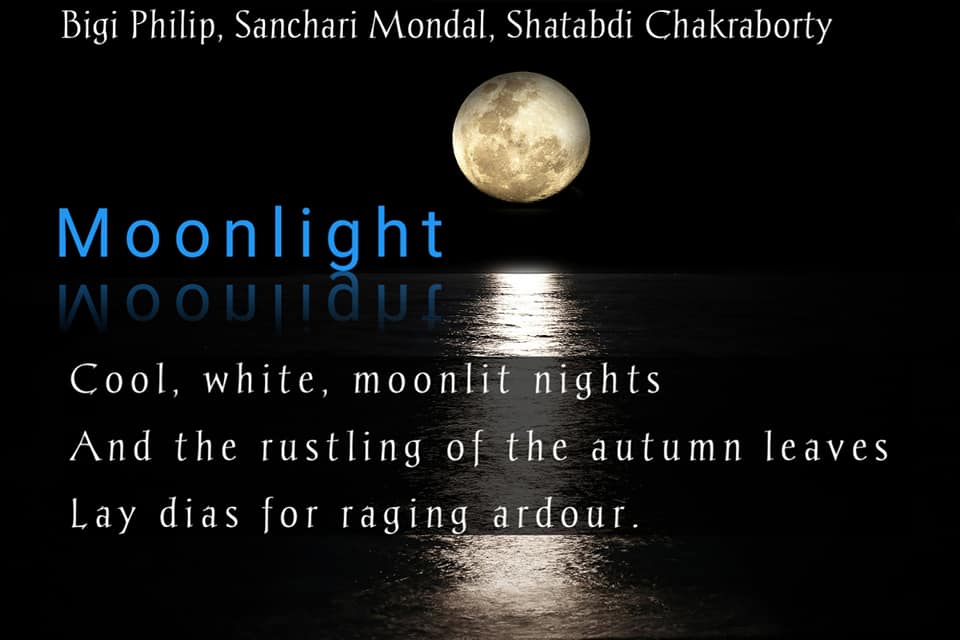 Bigi Philip, Sanchari Mondal, Shatabdi Chakraborty
Moonlight
Cool, white, moonlit nights
And the rustling of the autumn leaves
Lay dias for raging ardour.